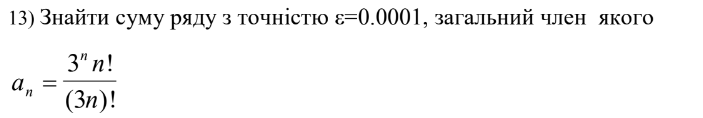 13) Знайти суму ряду з точністю ε=0.0001, загальний член якого
aₙ = 3ⁿ n! / (3n)!